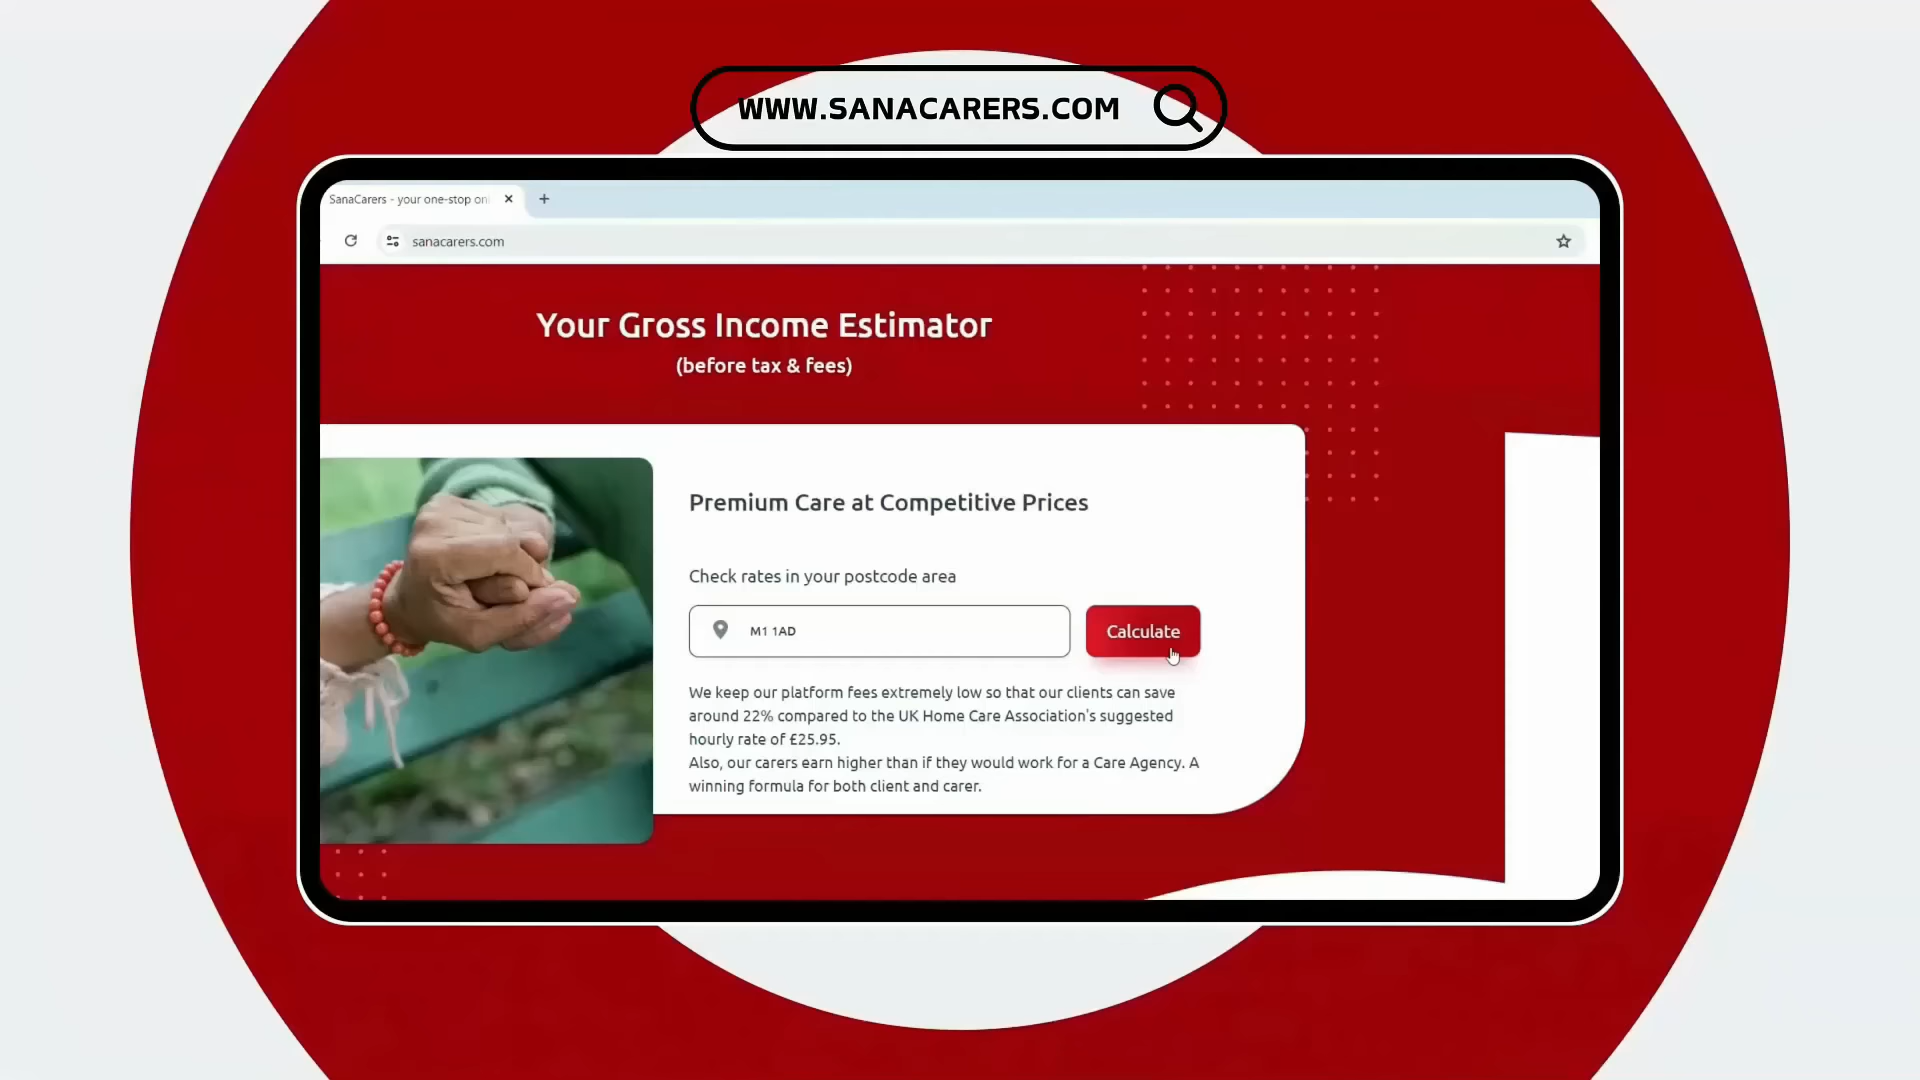 WWW.SANACARERS.COM
SanaCarers - your one-stop on
sanacarers.com
Your Gross Income Estimator
(before tax & fees)
Premium Care at Competitive Prices
Check rates in your postcode area
M1 1AD
Calculate
We keep our platform fees extremely low so that our clients can save
around 22% compared to the UK Home Care Association's suggested
hourly rate of £25.95.
Also, our carers earn higher than if they would work for a Care Agency. A
winning formula for both client and carer.